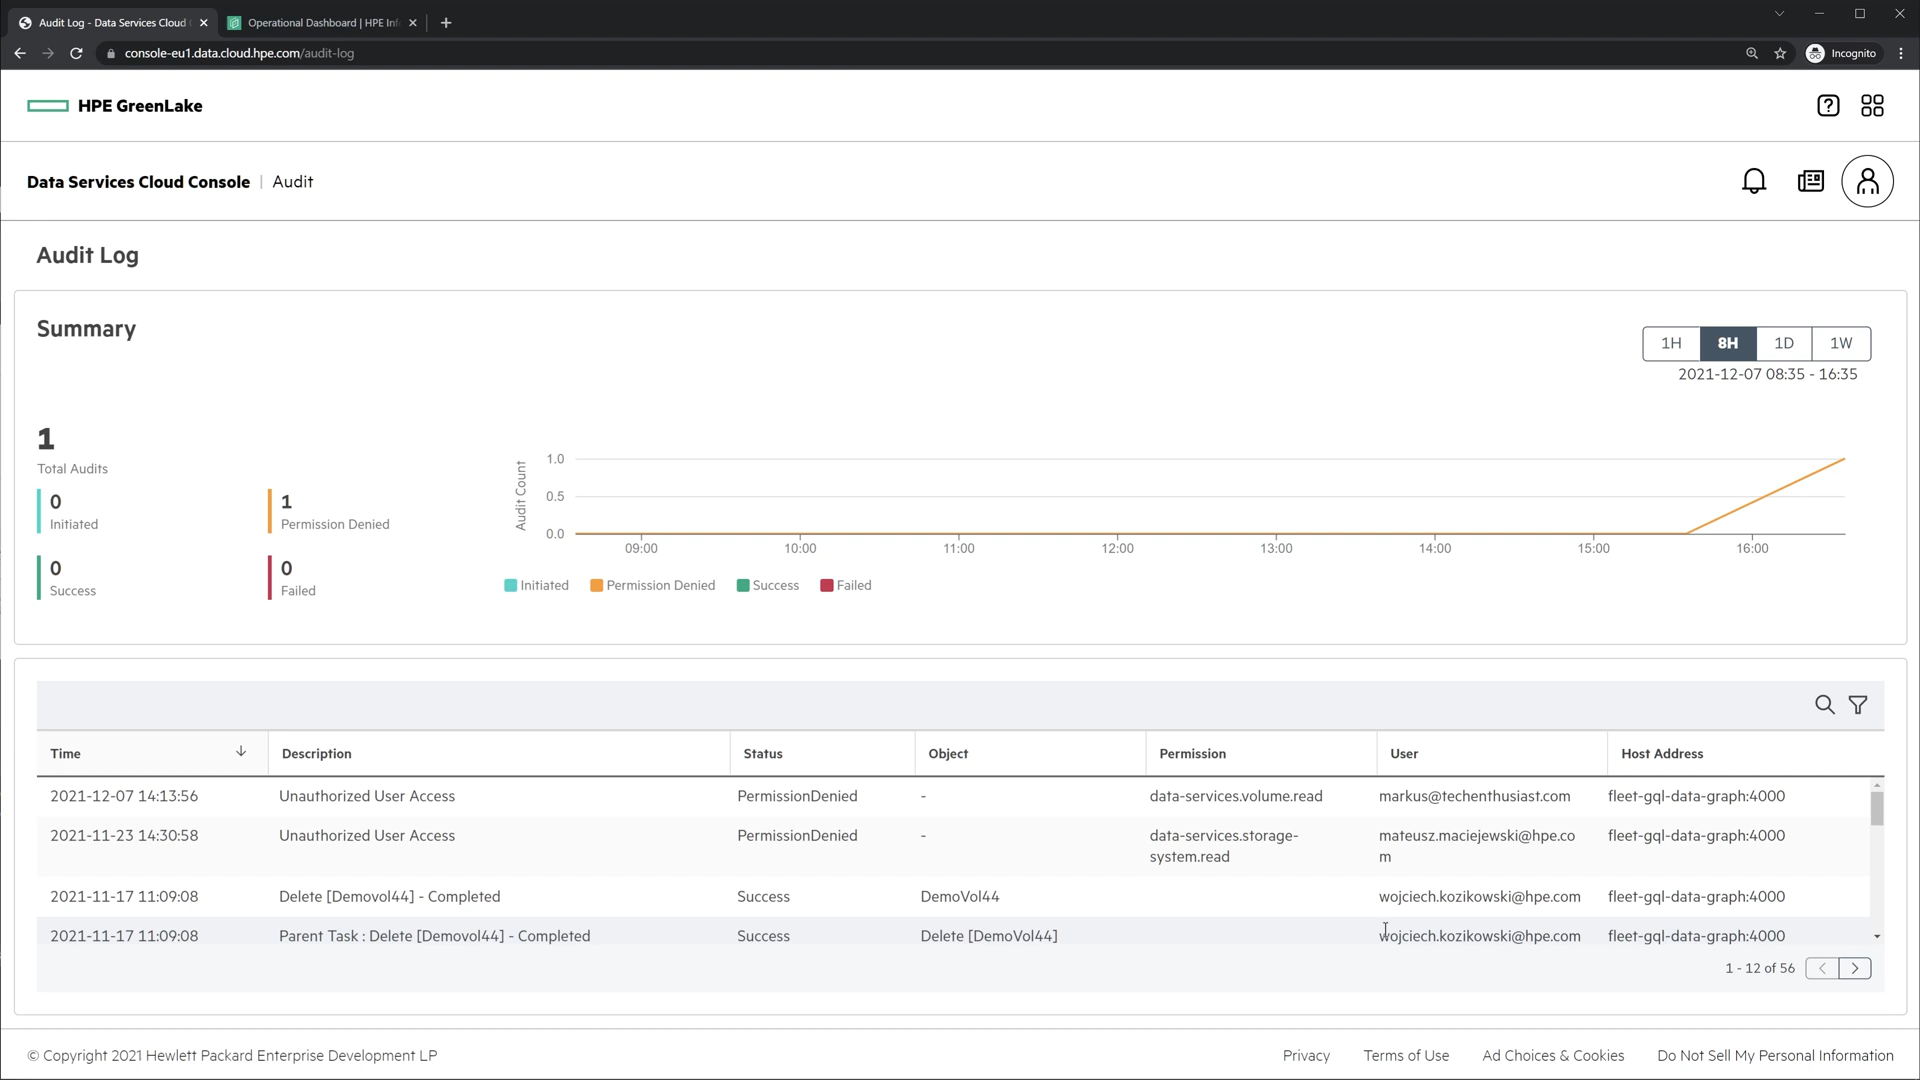 Audit Log - Data Services Cloud
Operational Dashboard | HPE Inf
console-eu1.data.cloud.hpe.com/audit-log
Incognito
HPE GreenLake
Data Services Cloud Console | Audit
Audit Log
Summary
1H 8H 1D 1W
2021-12-07 08:35 - 16:35
1
Total Audits
0
Initiated
1
Permission Denied
0
Success
0
Failed
Audit Count
1.0
0.5
0.0
09:00 10:00 11:00 12:00 13:00 14:00 15:00 16:00
Initiated Permission Denied Success Failed
Time Description Status Object Permission User Host Address
2021-12-07 14:13:56 Unauthorized User Access PermissionDenied - data-services.volume.read markus@techenthusiast.com fleet-gql-data-graph:4000
2021-11-23 14:30:58 Unauthorized User Access PermissionDenied - data-services.storage- mateusz.maciejewski@hpe.co fleet-gql-data-graph:4000
system.read m
2021-11-17 11:09:08 Delete [Demovol44] - Completed Success DemoVol44 wojciech.kozikowski@hpe.com fleet-gql-data-graph:4000
2021-11-17 11:09:08 Parent Task : Delete [Demovol44] - Completed Success Delete [DemoVol44] wojciech.kozikowski@hpe.com fleet-gql-data-graph:4000
1 - 12 of 56
© Copyright 2021 Hewlett Packard Enterprise Development LP
Privacy Terms of Use Ad Choices & Cookies Do Not Sell My Personal Information